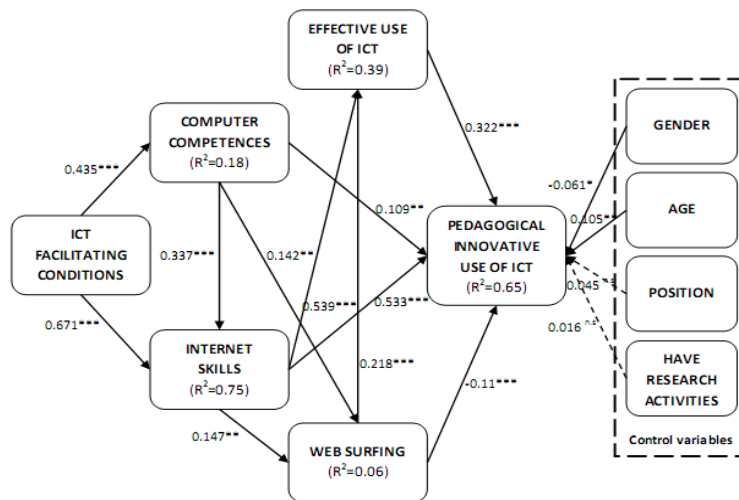 EFFECTIVE USE
OF ICT
(R²=0.39)
COMPUTER
COMPETENCES
(R²=0.18)
GENDER
0.322***
0.435***
-0.061*
0.109**
0.105**
AGE
ICT
FACILITATING
CONDITIONS
PEDAGOGICAL
INNOVATIVE
USE OF ICT
(R²=0.65)
0.337***
0.142**
0.045 n.s
POSITION
0.539***
0.533***
0.671***
0.016 n.s
INTERNET
SKILLS
(R²=0.75)
0.218***
-0.11***
HAVE
RESEARCH
ACTIVITIES
0.147**
WEB SURFING
(R²=0.06)
Control variables